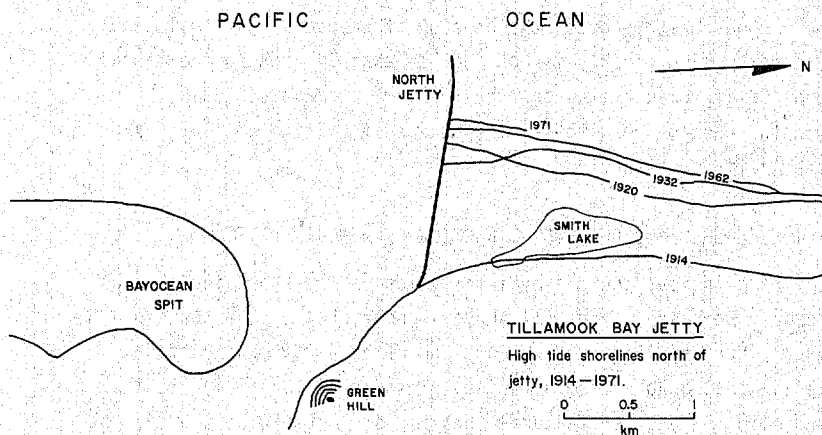 PACIFIC OCEAN
NORTH
JETTY
N
1971
1962
1932
1920
SMITH
LAKE
1914
BAYOCEAN
SPIT
TILLAMOOK BAY JETTY
High tide shorelines north of
jetty, 1914—1971.
GREEN
HILL
0 0.5 1
km